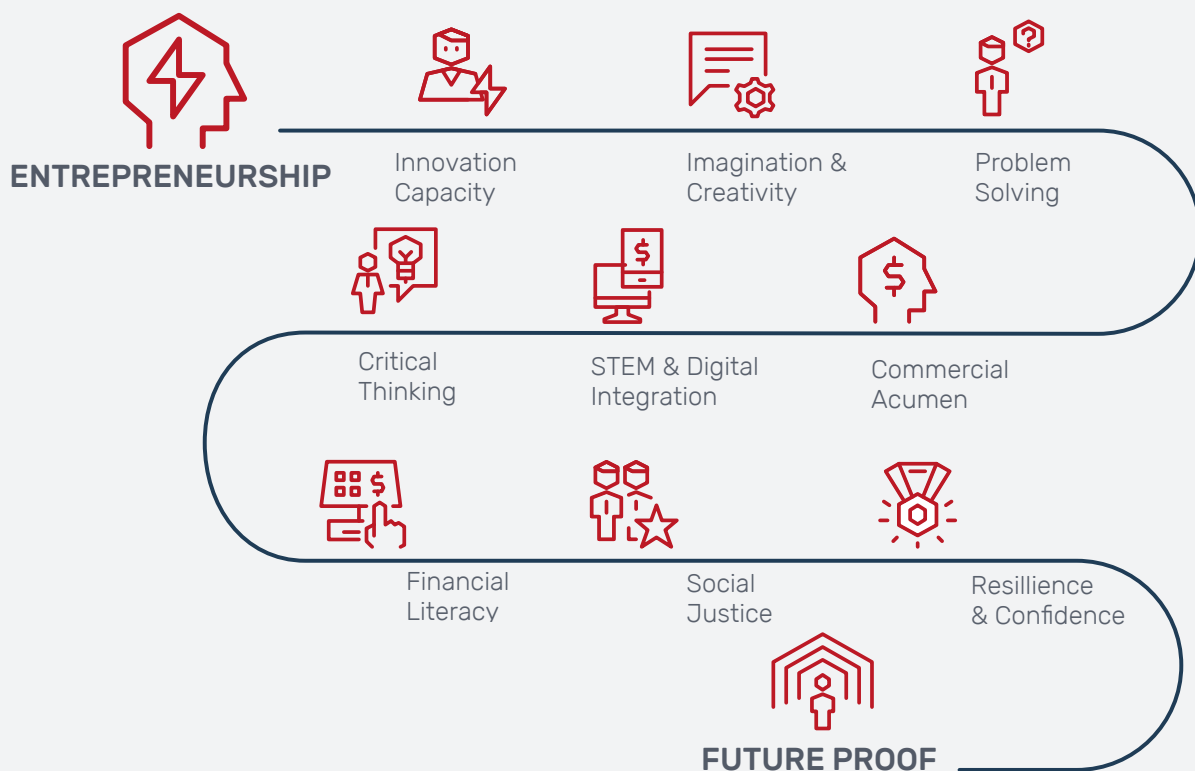 ENTREPRENEURSHIP
Innovation
Capacity
Imagination &
Creativity
Problem
Solving
Critical
Thinking
STEM & Digital
Integration
Commercial
Acumen
Financial
Literacy
Social
Justice
Resillience
& Confidence
FUTURE PROOF